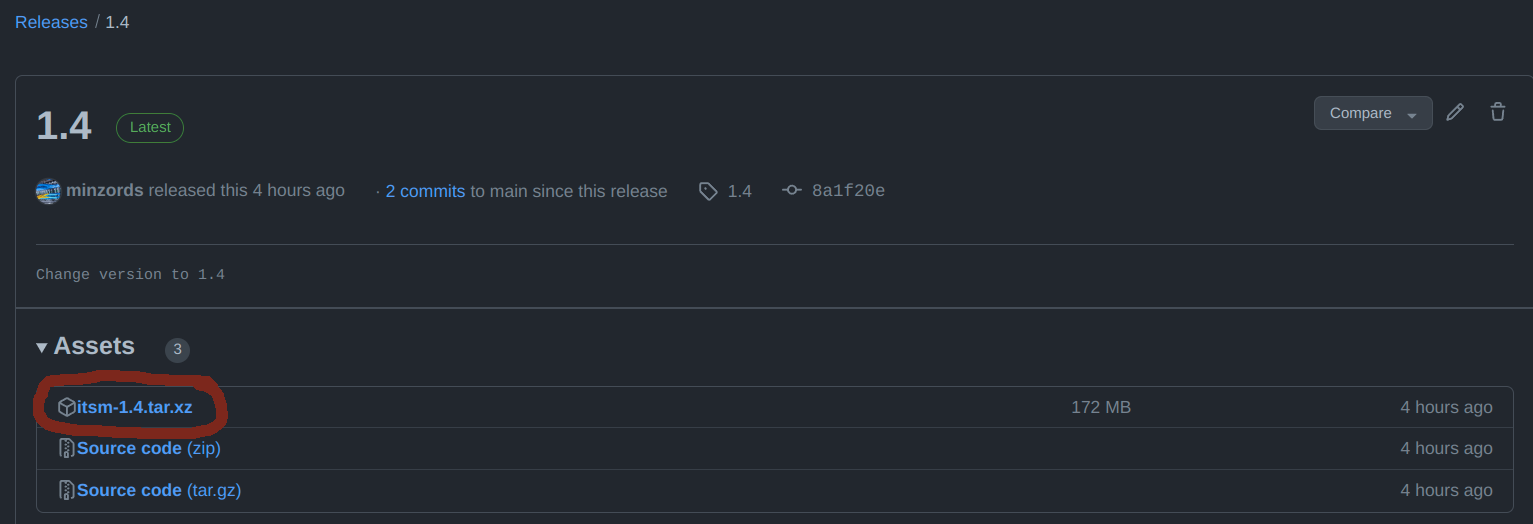 Releases / 1.4
1.4 Latest Compare
minzords released this 4 hours ago · 2 commits to main since this release 1.4 8a1f20e
Change version to 1.4
Assets 3
itsm-1.4.tar.xz 172 MB 4 hours ago
Source code (zip) 4 hours ago
Source code (tar.gz) 4 hours ago